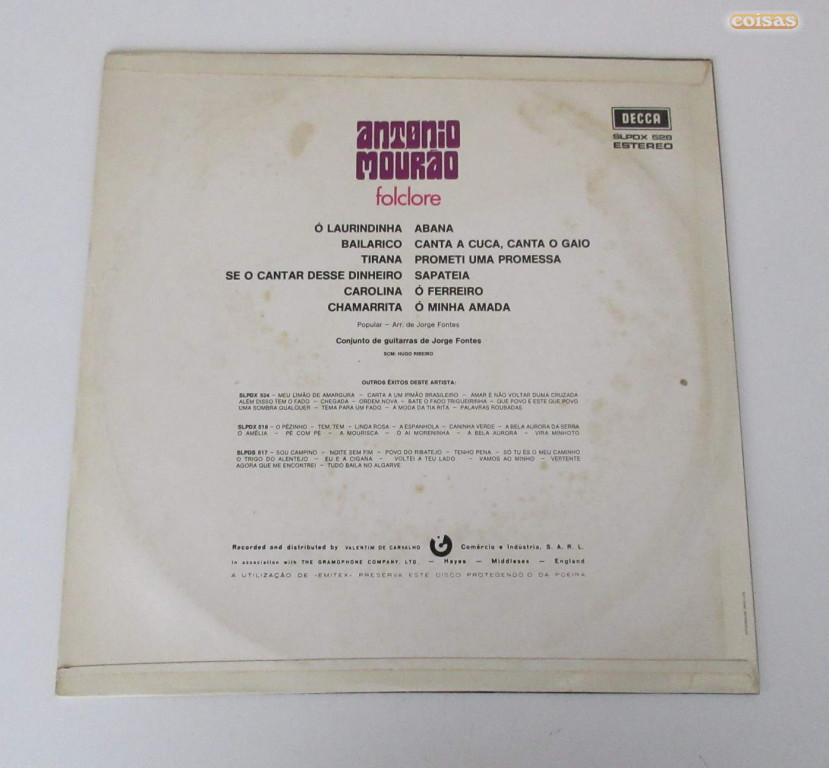 coisas
DECCA
SLPDX 528
ESTEREO
ANTONIO
MOURÃO
folclore
Ó LAURINDINHA ABANA
BAILARICO CANTA A CUCA, CANTA O GAIO
TIRANA PROMETI UMA PROMESSA
SE O CANTAR DESSE DINHEIRO SAPATEIA
CAROLINA Ó FERREIRO
CHAMARRITA Ó MINHA AMADA
Popular – Arr. de Jorge Fontes
Conjunto de guitarras de Jorge Fontes
SOM: HUGO RIBEIRO
OUTROS ÊXITOS DESTE ARTISTA:
SLPDX 524 – MEU LIMÃO DE AMARGURA – CARTA A UM IRMÃO BRASILEIRO – AMAR E NÃO VOLTAR DUMA CRUZADA
ALÉM DISSO TEM O FADO – CHEGADA – ORDEM NOVA – BATE O FADO TRIGUEIRINHA – QUE POVO E ESTE QUE POVO
UMA SOMBRA QUALQUER – TEMA PARA UM FADO – A MODA DA TIA RITA – PALAVRAS ROUBADAS
SLPDX 518 – O PÉZINHO – TEM, TEM – LINDA ROSA – A ESPANHOLA – CANINHA VERDE – A BELA AURORA DA SERRA
O AMÉLIA – PÉ COM PÉ – A MOURISCA – O AI MORENINHA – A BELA AURORA – VIRA MINHOTO
SLPDS 517 – SOU CAMPINO – NOITE SEM FIM – POVO DO RIBATEJO – TENHO PENA – SÓ TU ÉS O MEU CAMINHO
O TRIGO DO ALENTEJO – EU E A CIGANA – VOLTEI A TEU LADO – VAMOS AO MINHO – VERTENTE
AGORA QUE ME ENCONTREI – TUDO BAILA NO ALGARVE
Recorded and distributed by VALENTIM DE CARVALHO Comércio e Indústria, S. A. R. L.
In association with THE GRAMOPHONE COMPANY, LTD. – Hayes – Middlesex – England
A UTILIZAÇÃO DE «EMITEX» PRESERVA ESTE DISCO PROTEGENDO O DA POEIRA